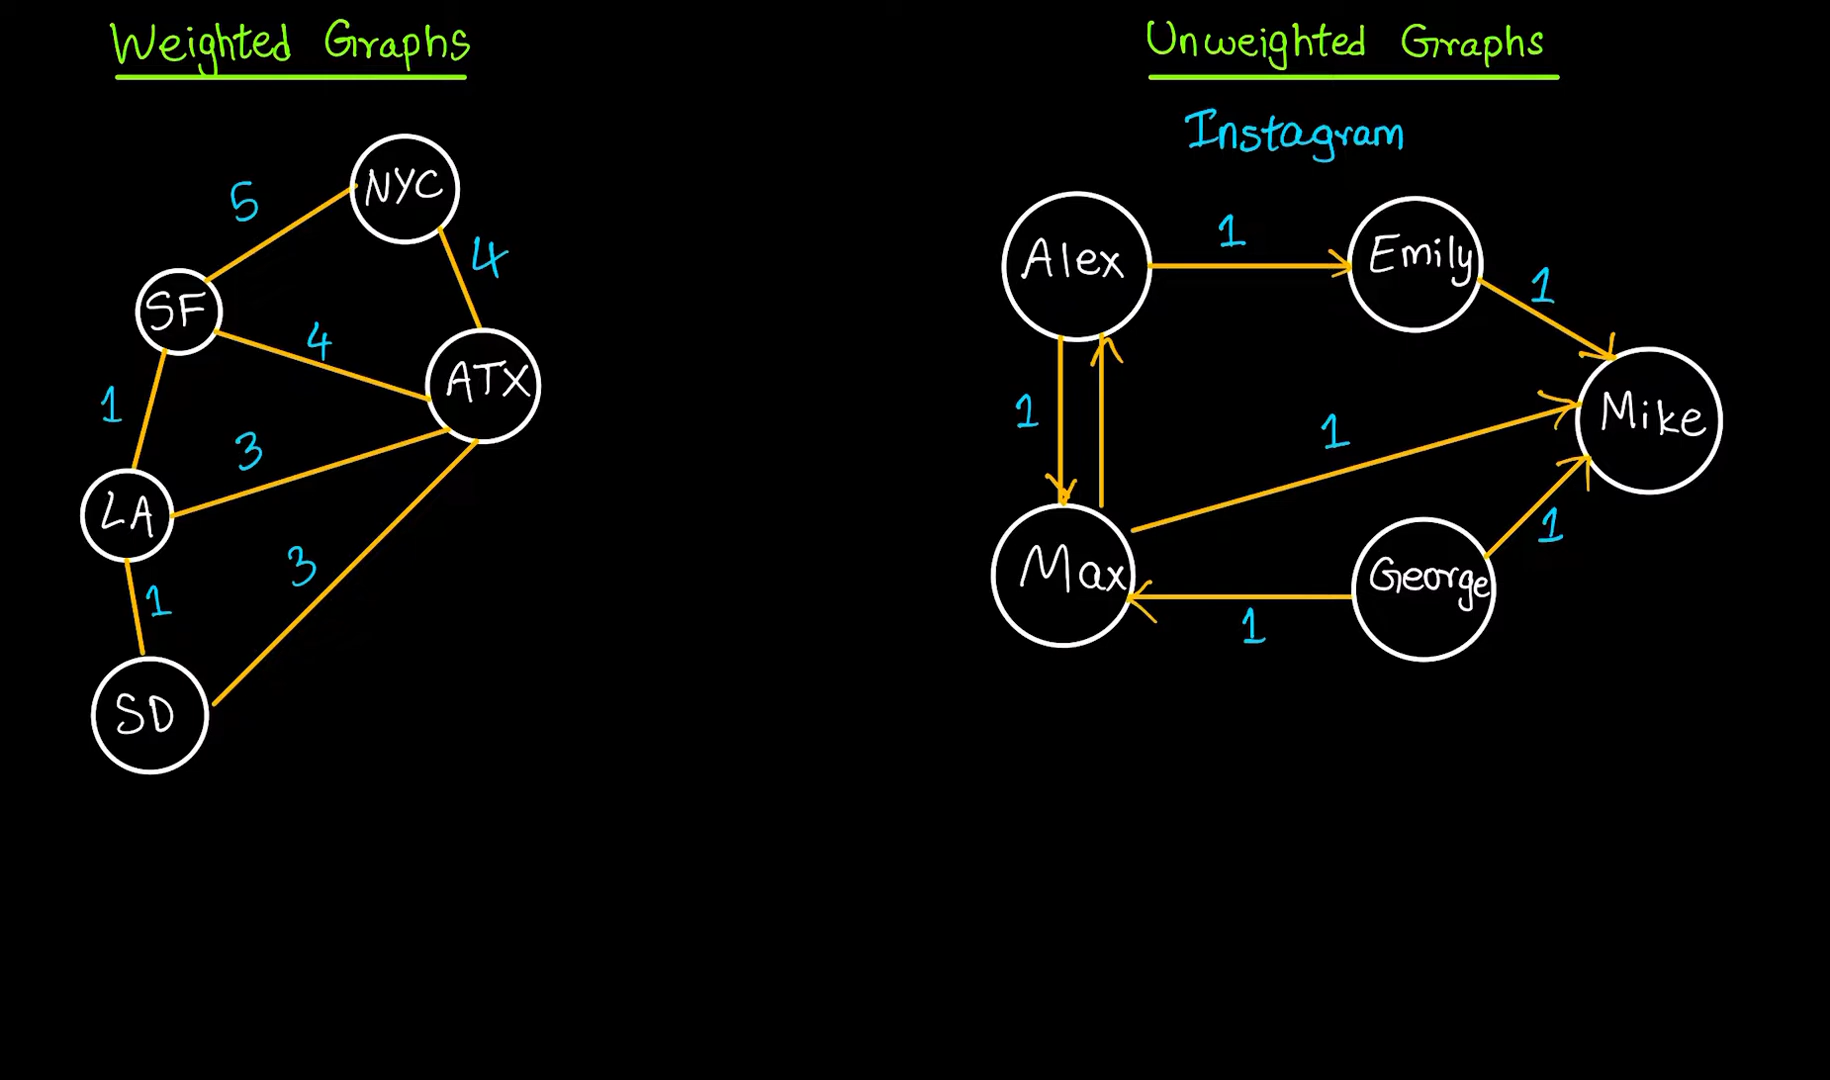 Weighted Graphs
Unweighted Graphs
Instagram
NYC
5
4
SF
4
ATX
1
3
LA
3
1
SD
Alex
1
Emily
1
1
1
Mike
Max
1
George
1